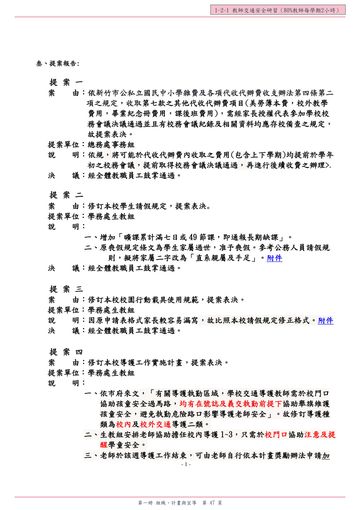 1-2-1 教師交通安全研習（80%教師每學期2小時）
叁、提案報告:
提 案 一
案 由：依新竹市公私立國民中小學雜費及各項代收代辦費收支辦法第四條第二
項之規定，收取第七款之其他代收代辦費項目(美勞簿本費，校外教學
費用，畢業紀念冊費用，課後班費用)，需經家長授權代表參加學校校
務會議決議通過並且有校務會議紀錄及相關資料均應存校備查之規定，
故提案表決。
提案單位：總務處事務組
說 明：依規，將可能於代收代辦費內收取之費用(包含上下學期)均提前於學年
初之校務會議，提前取得校務會議決議通過，再進行後續收費之辦理>.
決 議：經全體教職員工鼓掌通過。
提 案 二
案 由：修訂本校學生請假規定，提案表決。
提案單位：學務處生教組
說 明：
一、增加「曠課累計滿七日或49節課，即通報長期缺課」。
二、原喪假規定條文為學生家屬過世，准予喪假。參考公務人員請假規
則，擬將家屬二字改為「直系親屬及手足」。附件
決 議：經全體教職員工鼓掌通過。
提 案 三
案 由：修訂本校校園行動載具使用規範，提案表決。
提案單位：學務處生教組
說 明：因原申請表格式家長較容易漏寫，故比照本校請假規定修正格式。附件
決 議：經全體教職員工鼓掌通過。
提 案 四
案 由：修訂本校導護工作實施計畫，提案表決。
提案單位：學務處生教組
說 明：
一、依市府來文，「有關導護執勤區域，學校交通導護教師需於校門口
協助孩童安全過馬路，均有在號誌及義交執勤前提下協助舉旗維護
孩童安全，避免執勤危險路口影響導護老師安全」。故修訂導護種
類為校內及校外交通導護二類。
二、生教組安排老師協助擔任校內導護1-3，只需於校門口協助注意及提
醒學童安全。
三、老師於該週導護工作結束，可由老師自行依本計畫獎勵辦法申請加
- 1 -
第一冊 組織、計畫與宣導 第 47 頁